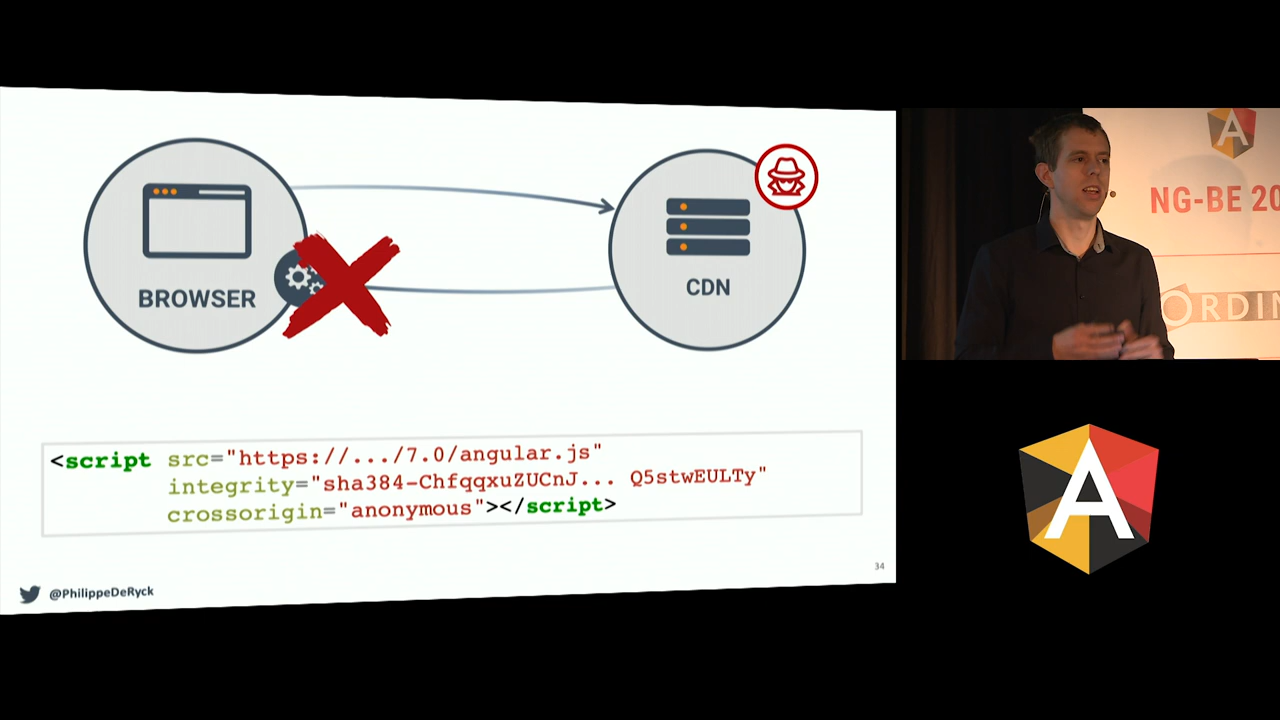 BROWSER
CDN
<script src="https://.../7.0/angular.js"
integrity="sha384-ChfqqxuZUCnJ... Q5stwEULTy"
crossorigin="anonymous"></script>
@PhilippeDeRyck
34
A
NG-BE 20
ORDIN
A